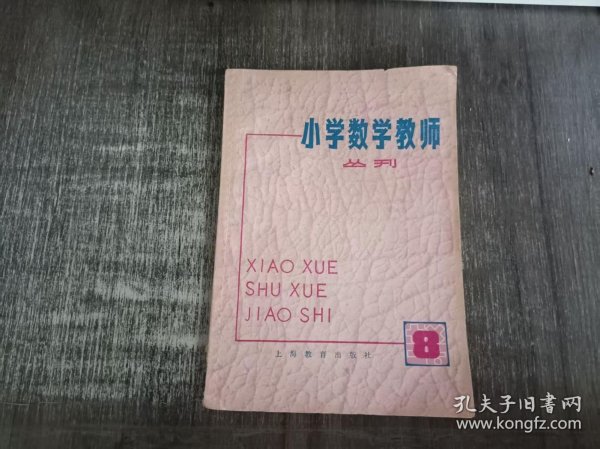 小学数学教师
丛刊
XIAO XUE
SHU XUE
JIAO SHI
8
上海教育出版社
孔夫子旧書网
www.kongfz.com